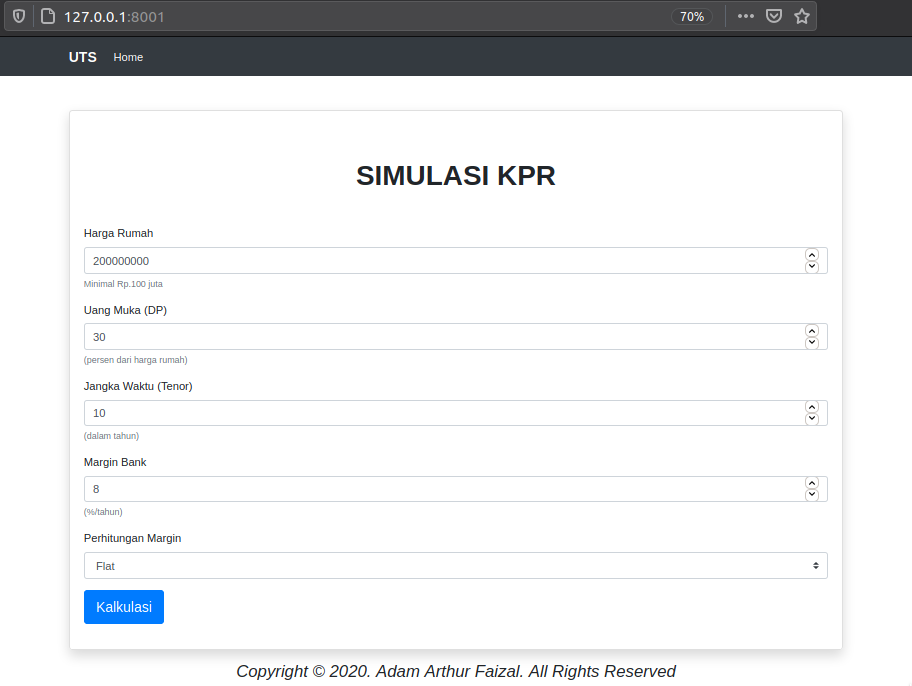 127.0.0.1:8001
70%
UTS Home
SIMULASI KPR
Harga Rumah
200000000
Minimal Rp.100 juta
Uang Muka (DP)
30
(persen dari harga rumah)
Jangka Waktu (Tenor)
10
(dalam tahun)
Margin Bank
8
(%/tahun)
Perhitungan Margin
Flat
Kalkulasi
Copyright © 2020. Adam Arthur Faizal. All Rights Reserved